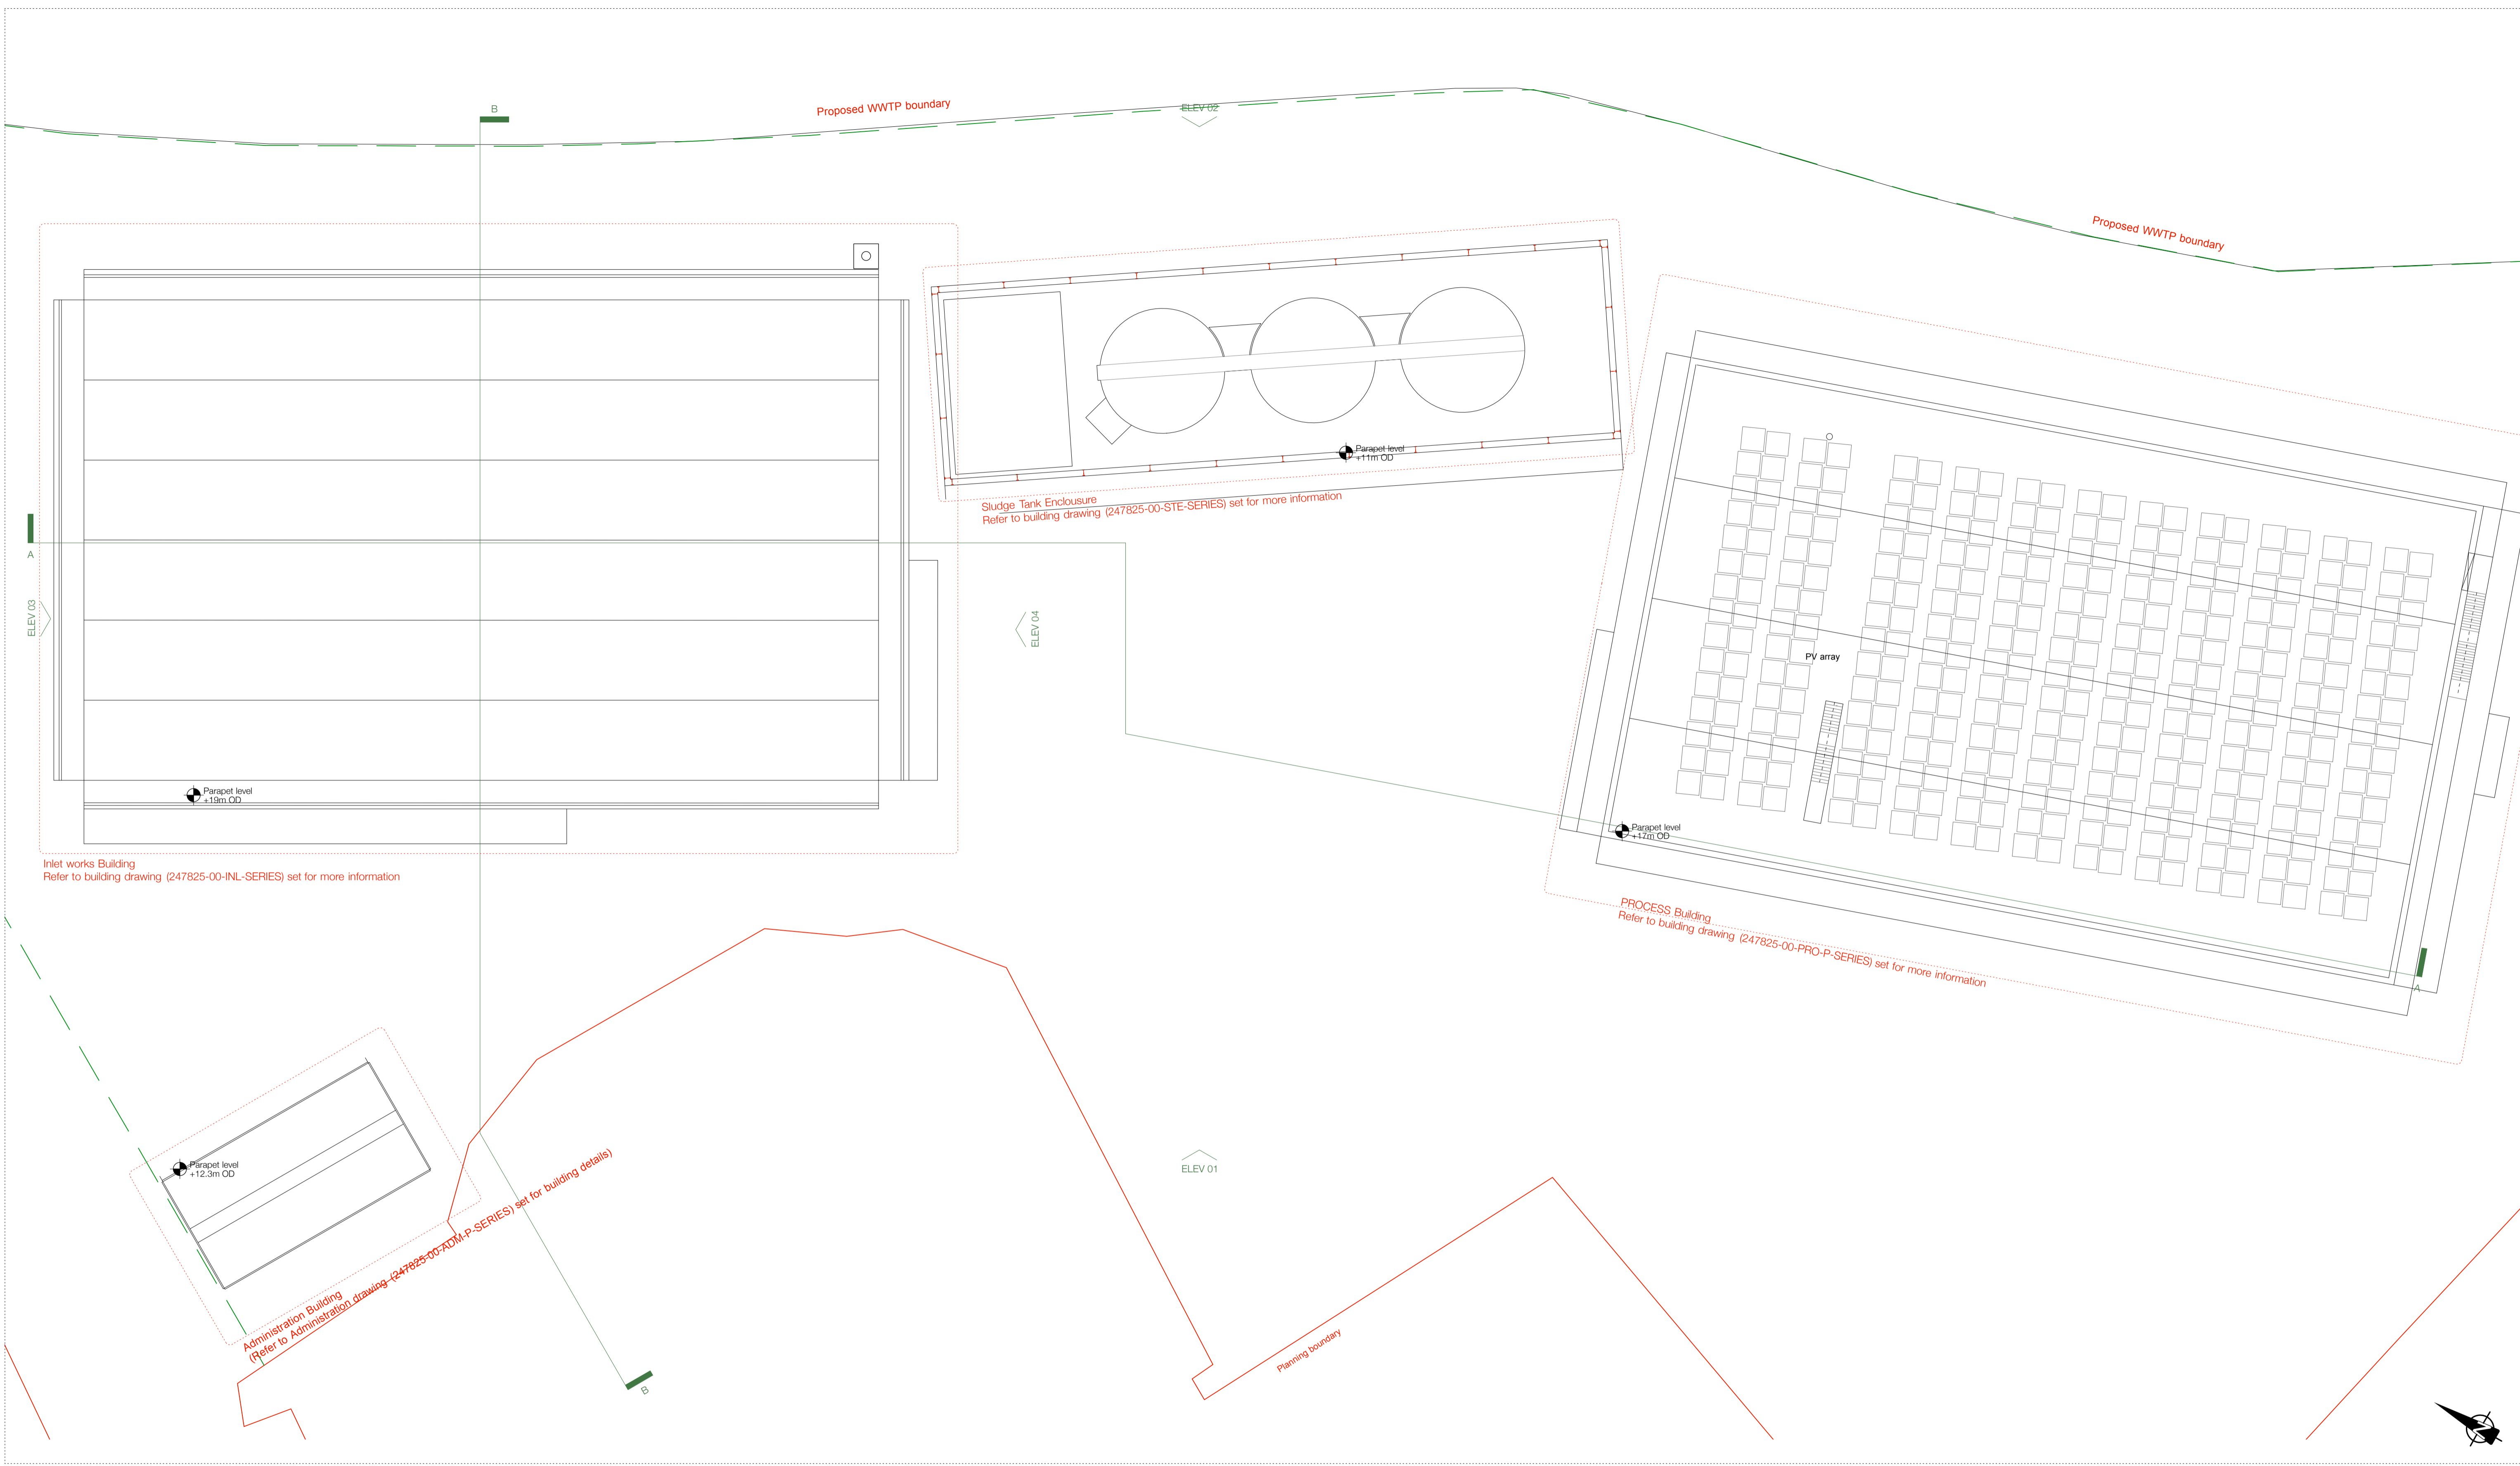 B
Proposed WWTP boundary
ELEV 02
Proposed WWTP boundary
Parapet level
+11m OD
Sludge Tank Enclousure
Refer to building drawing (247825-00-STE-SERIES) set for more information
A
ELEV 03
ELEV 04
PV array
Parapet level
+19m OD
Parapet level
+17m OD
Inlet works Building
Refer to building drawing (247825-00-INL-SERIES) set for more information
PROCESS Building
Refer to building drawing (247825-00-PRO-P-SERIES) set for more information
A
Parapet level
+12.3m OD
ELEV 01
Administration Building
(Refer to Administration drawing (247825-00-ADM-P-SERIES) set for building details)
Planning boundary
B